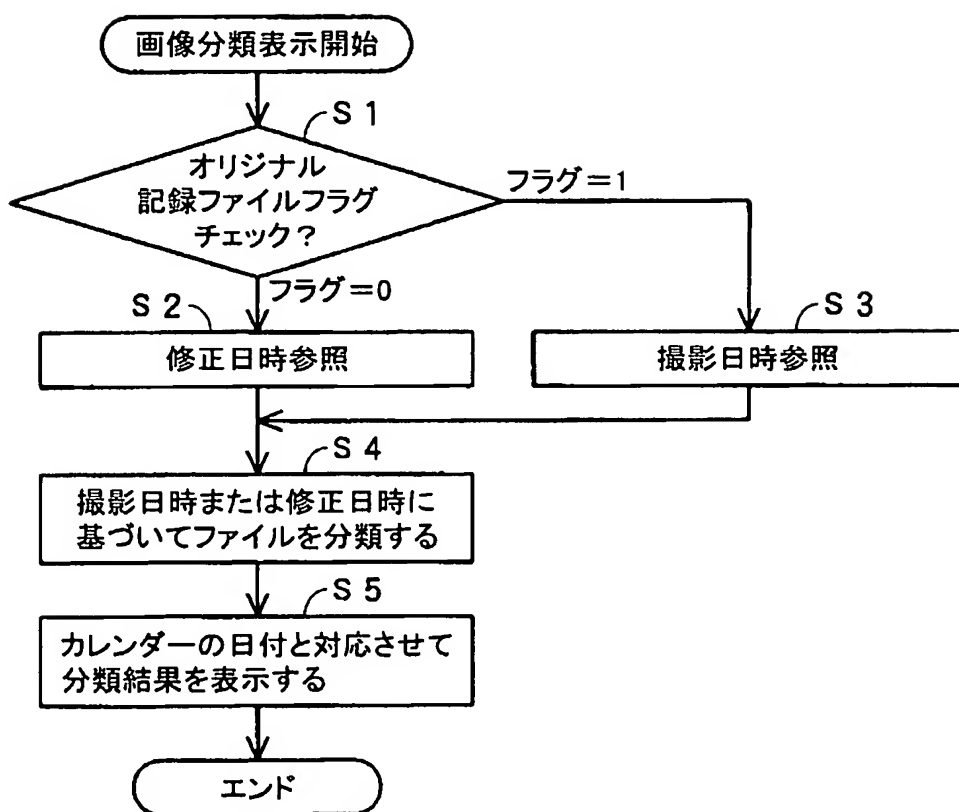 画像分類表示開始
S 1
オリジナル
記録ファイルフラグ
チェック？
フラグ＝1
フラグ＝0
S 2
修正日時参照
S 3
撮影日時参照
S 4
撮影日時または修正日時に
基づいてファイルを分類する
S 5
カレンダーの日付と対応させて
分類結果を表示する
エンド